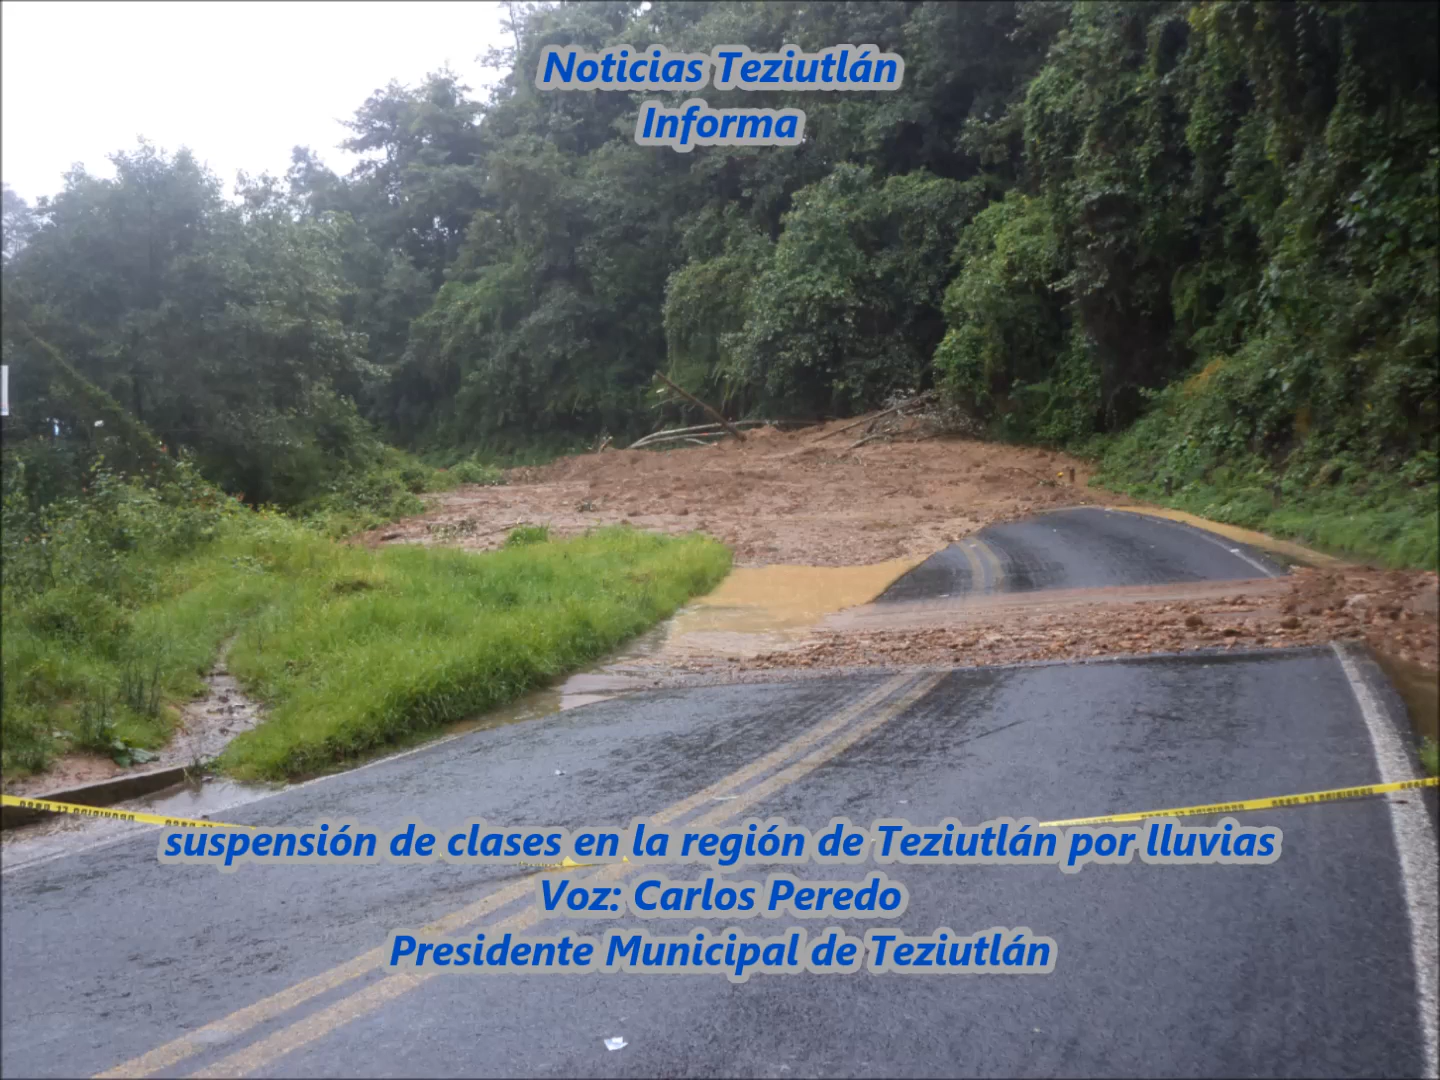 Noticias Teziutlán
Informa
suspensión de clases en la región de Teziutlán por lluvias
Voz: Carlos Peredo
Presidente Municipal de Teziutlán